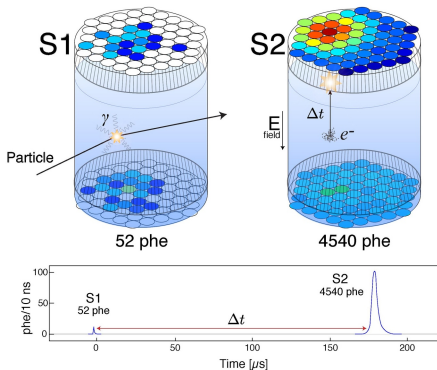 S1
S2
γ
Δt
E
field
e⁻
Particle
52 phe
4540 phe
phe/10 ns
100
50
0
S1
52 phe
Δt
S2
4540 phe
0
50
100
150
200
Time [μs]